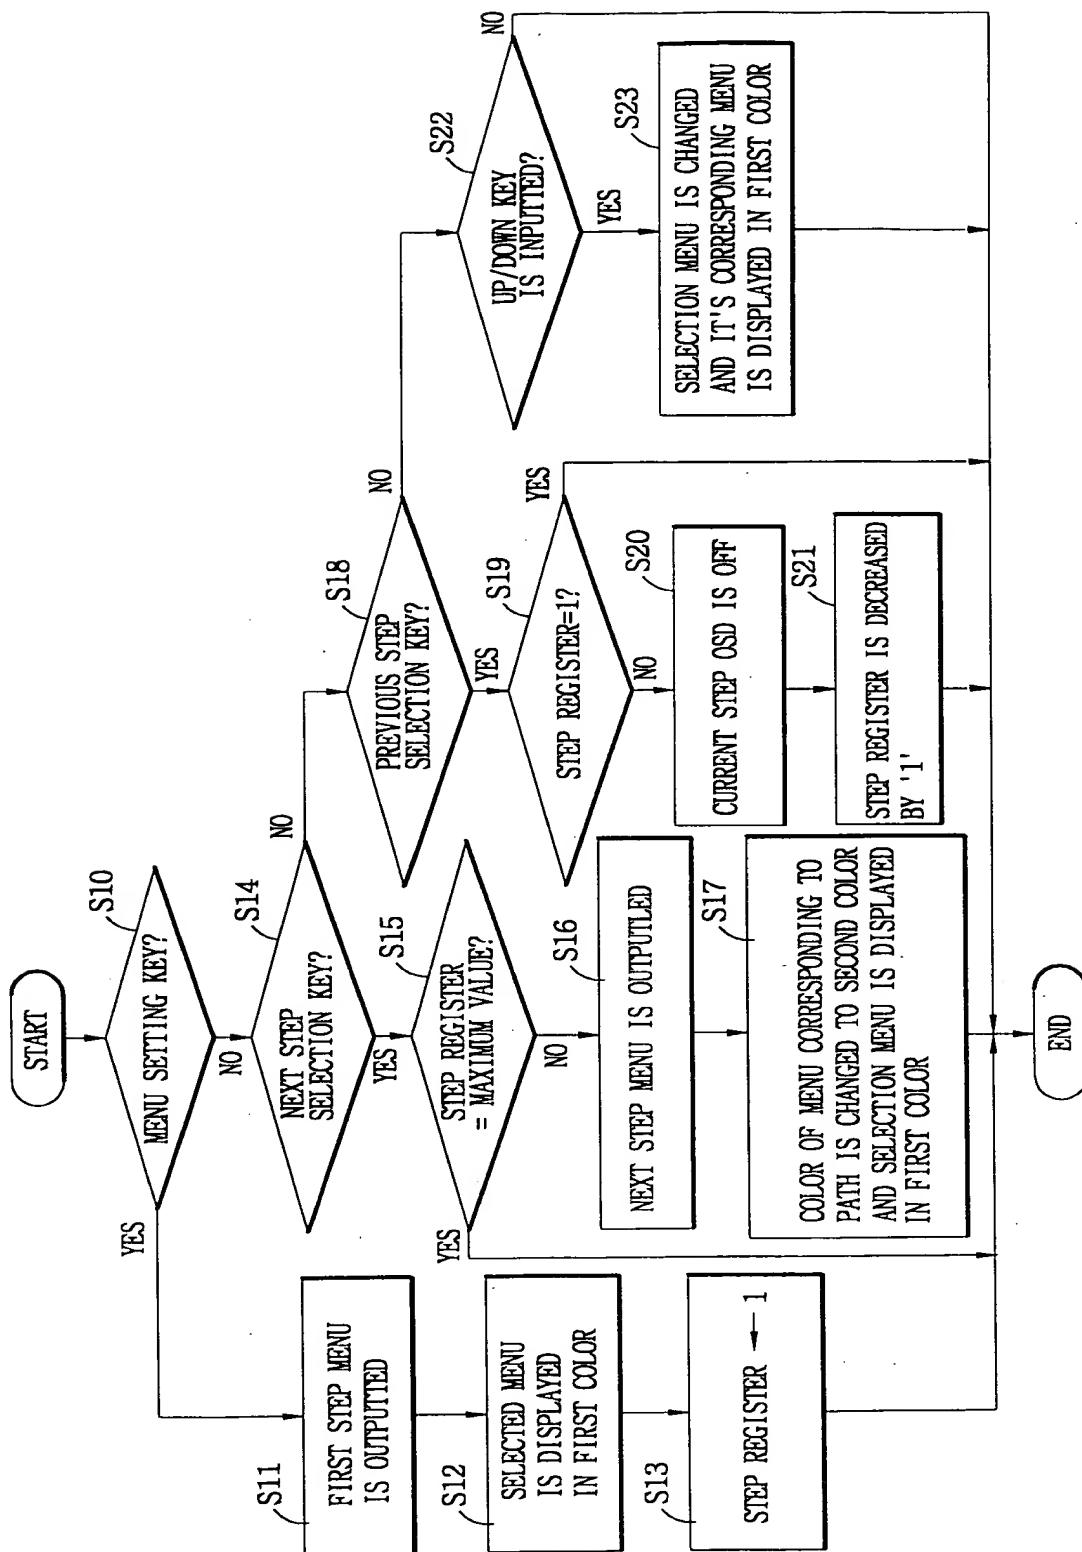 START
S10
MENU SETTING KEY?
YES
NO
S11
FIRST STEP MENU
IS OUTPUTTED
S12
SELECTED MENU
IS DISPLAYED
IN FIRST COLOR
S13
STEP REGISTER ← 1
S14
NEXT STEP
SELECTION KEY?
NO
YES
S15
STEP REGISTER
= MAXIMUM VALUE?
YES
NO
S16
NEXT STEP MENU IS OUTPUTLED
S17
COLOR OF MENU CORRESPONDING TO
PATH IS CHANGED TO SECOND COLOR
AND SELECTION MENU IS DISPLAYED
IN FIRST COLOR
S18
PREVIOUS STEP
SELECTION KEY?
NO
YES
S19
STEP REGISTER=1?
YES
NO
S20
CURRENT STEP OSD IS OFF
S21
STEP REGISTER IS DECREASED
BY '1'
S22
UP/DOWN KEY
IS INPUTTED?
NO
YES
S23
SELECTION MENU IS CHANGED
AND IT'S CORRESPONDING MENU
IS DISPLAYED IN FIRST COLOR
END